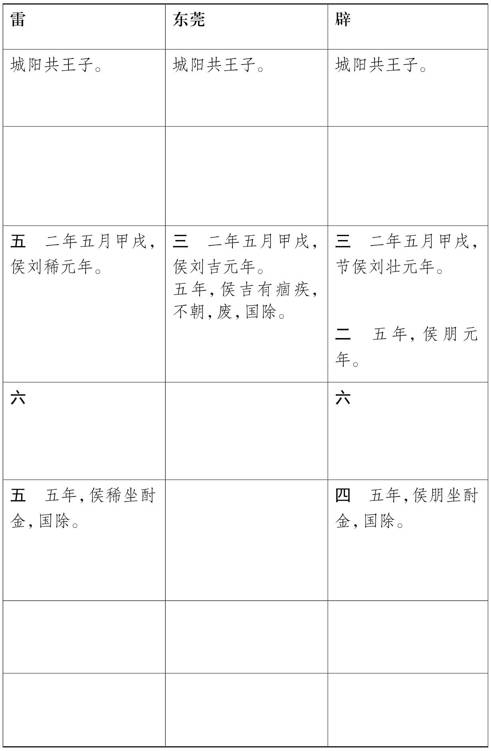 雷
东莞
辟
城阳共王子。
城阳共王子。
城阳共王子。
五 二年五月甲戌,
侯刘稀元年。
三 二年五月甲戌,
侯刘吉元年。
五年,侯吉有痼疾,
不朝,废,国除。
三 二年五月甲戌,
节侯刘壮元年。
二 五年,侯朋元
年。
六
六
五 五年,侯稀坐酎
金,国除。
四 五年,侯朋坐酎
金,国除。